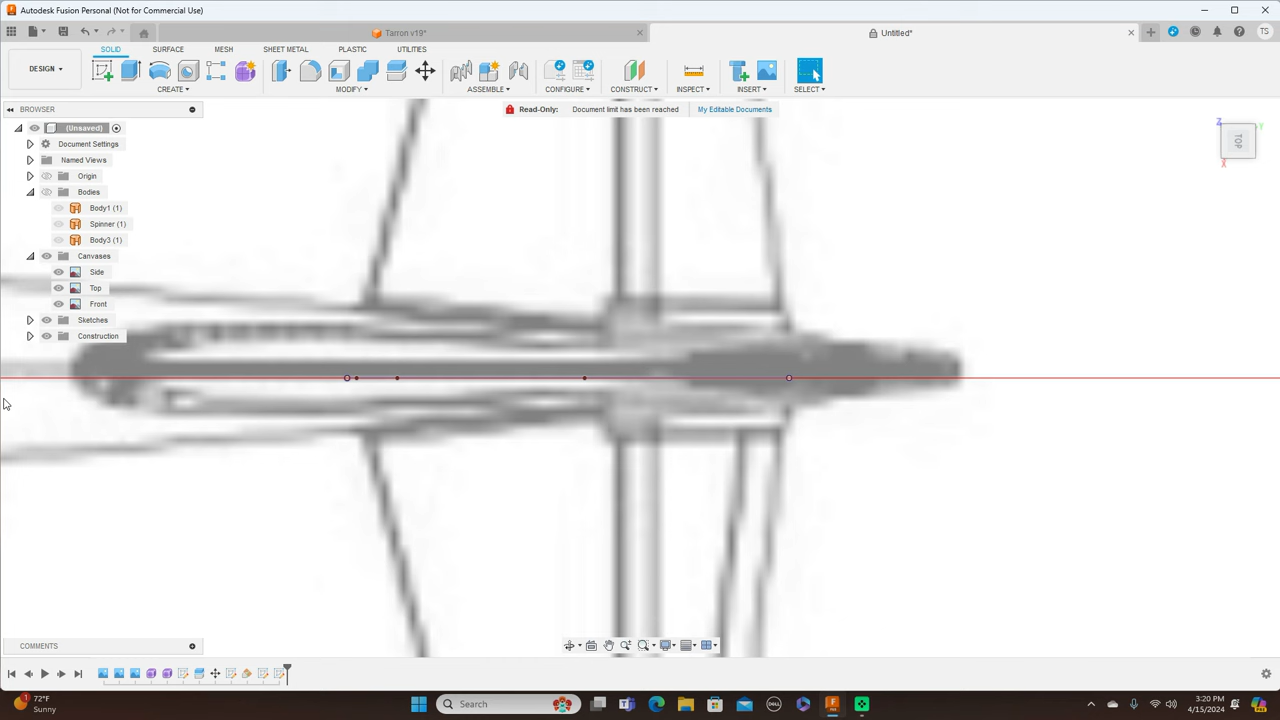 Autodesk Fusion Personal (Not for Commercial Use)
Tarron v19*
Untitled*
TS
SOLID SURFACE MESH SHEET METAL PLASTIC UTILITIES
DESIGN
CREATE MODIFY ASSEMBLE CONFIGURE CONSTRUCT INSPECT INSERT SELECT
BROWSER
Read-Only: Document limit has been reached My Editable Documents
(Unsaved)
Document Settings
Named Views
Origin
Bodies
Body1 (1)
Spinner (1)
Body3 (1)
Canvases
Side
Top
Front
Sketches
Construction
Z
Y
TOP
X
COMMENTS
1
72°F
Sunny
Search
DELL
3:20 PM
4/15/2024